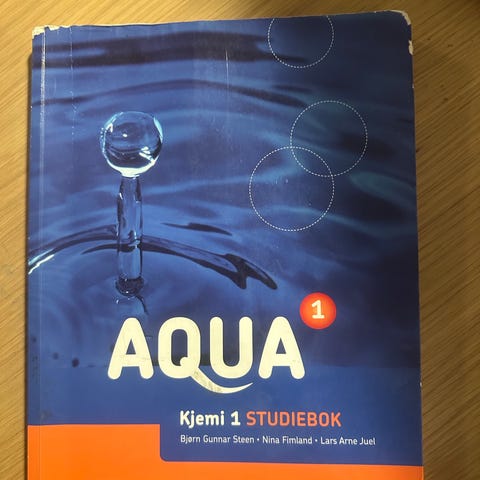 AQUA 1
Kjemi 1 STUDIEBOK
Bjørn Gunnar Steen • Nina Fimland • Lars Arne Juel